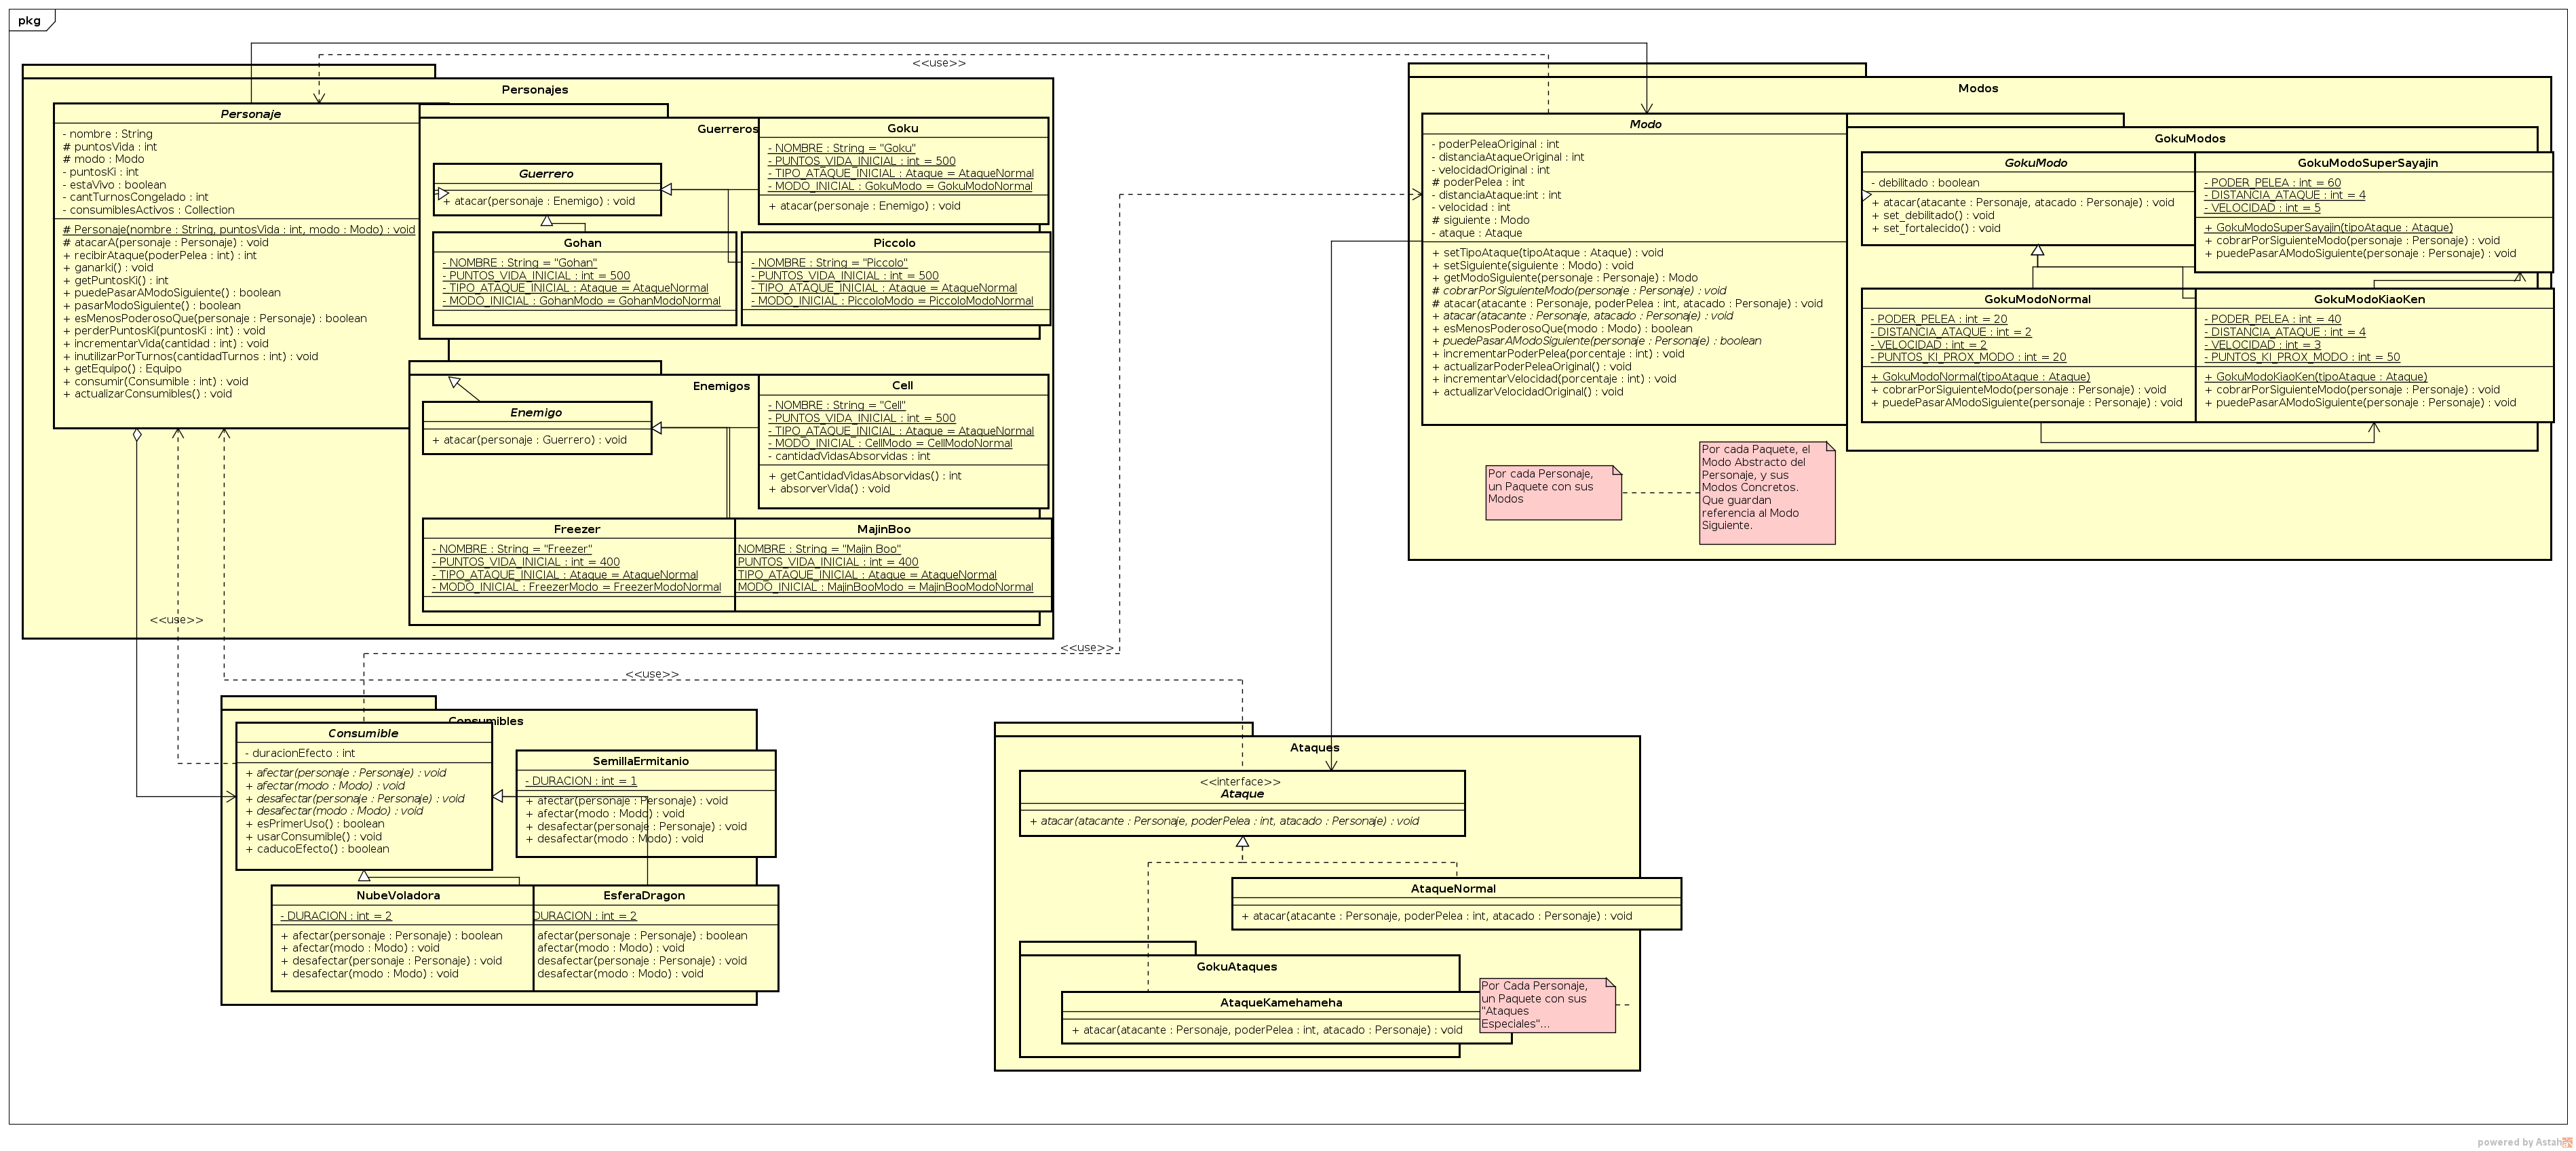 pkg
<<use>>
Personajes
Personaje
- nombre : String
# puntosVida : int
# modo : Modo
- puntosKi : int
- estaVivo : boolean
- cantTurnosCongelado : int
- consumiblesActivos : Collection
# Personaje(nombre : String, puntosVida : int, modo : Modo) : void
# atacarA(personaje : Personaje) : void
+ recibirAtaque(poderPelea : int) : int
+ ganarki() : void
+ getPuntosKi() : int
+ puedePasarAModoSiguiente() : boolean
+ pasarModoSiguiente() : boolean
+ esMenosPoderosoQue(personaje : Personaje) : boolean
+ perderPuntosKi(puntosKi : int) : void
+ incrementarVida(cantidad : int) : void
+ inutilizarPorTurnos(cantidadTurnos : int) : void
+ getEquipo() : Equipo
+ consumir(Consumible : int) : void
+ actualizarConsumibles() : void
Guerreros
Guerrero
+ atacar(personaje : Enemigo) : void
Goku
- NOMBRE : String = "Goku"
- PUNTOS_VIDA_INICIAL : int = 500
- TIPO_ATAQUE_INICIAL : Ataque = AtaqueNormal
- MODO_INICIAL : GokuModo = GokuModoNormal
+ atacar(personaje : Enemigo) : void
Gohan
- NOMBRE : String = "Gohan"
- PUNTOS_VIDA_INICIAL : int = 500
- TIPO_ATAQUE_INICIAL : Ataque = AtaqueNormal
- MODO_INICIAL : GohanModo = GohanModoNormal
Piccolo
- NOMBRE : String = "Piccolo"
- PUNTOS_VIDA_INICIAL : int = 500
- TIPO_ATAQUE_INICIAL : Ataque = AtaqueNormal
- MODO_INICIAL : PiccoloModo = PiccoloModoNormal
Enemigos
Enemigo
+ atacar(personaje : Guerrero) : void
Cell
- NOMBRE : String = "Cell"
- PUNTOS_VIDA_INICIAL : int = 500
- TIPO_ATAQUE_INICIAL : Ataque = AtaqueNormal
- MODO_INICIAL : CellModo = CellModoNormal
- cantidadVidasAbsorvidas : int
+ getCantidadVidasAbsorvidas() : int
+ absorverVida() : void
Freezer
- NOMBRE : String = "Freezer"
- PUNTOS_VIDA_INICIAL : int = 400
- TIPO_ATAQUE_INICIAL : Ataque = AtaqueNormal
- MODO_INICIAL : FreezerModo = FreezerModoNormal
MajinBoo
NOMBRE : String = "Majin Boo"
PUNTOS_VIDA_INICIAL : int = 400
TIPO_ATAQUE_INICIAL : Ataque = AtaqueNormal
MODO_INICIAL : MajinBooModo = MajinBooModoNormal
Modos
Modo
- poderPeleaOriginal : int
- distanciaAtaqueOriginal : int
- velocidadOriginal : int
# poderPelea : int
- distanciaAtaque:int : int
- velocidad : int
# siguiente : Modo
- ataque : Ataque
+ setTipoAtaque(tipoAtaque : Ataque) : void
+ setSiguiente(siguiente : Modo) : void
+ getModoSiguiente(personaje : Personaje) : Modo
# cobrarPorSiguienteModo(personaje : Personaje) : void
# atacar(atacante : Personaje, poderPelea : int, atacado : Personaje) : void
+ atacar(atacante : Personaje, atacado : Personaje) : void
+ esMenosPoderosoQue(modo : Modo) : boolean
+ puedePasarAModoSiguiente(personaje : Personaje) : boolean
+ incrementarPoderPelea(porcentaje : int) : void
+ actualizarPoderPeleaOriginal() : void
+ incrementarVelocidad(porcentaje : int) : void
+ actualizarVelocidadOriginal() : void
GokuModos
GokuModo
- debilitado : boolean
+ atacar(atacante : Personaje, atacado : Personaje) : void
+ set_debilitado() : void
+ set_fortalecido() : void
GokuModoSuperSayajin
- PODER_PELEA : int = 60
- DISTANCIA_ATAQUE : int = 4
- VELOCIDAD : int = 5
+ GokuModoSuperSayajin(tipoAtaque : Ataque)
+ cobrarPorSiguienteModo(personaje : Personaje) : void
+ puedePasarAModoSiguiente(personaje : Personaje) : void
GokuModoNormal
- PODER_PELEA : int = 20
- DISTANCIA_ATAQUE : int = 2
- VELOCIDAD : int = 2
- PUNTOS_KI_PROX_MODO : int = 20
+ GokuModoNormal(tipoAtaque : Ataque)
+ cobrarPorSiguienteModo(personaje : Personaje) : void
+ puedePasarAModoSiguiente(personaje : Personaje) : void
GokuModoKiaoKen
- PODER_PELEA : int = 40
- DISTANCIA_ATAQUE : int = 4
- VELOCIDAD : int = 3
- PUNTOS_KI_PROX_MODO : int = 50
+ GokuModoKiaoKen(tipoAtaque : Ataque)
+ cobrarPorSiguienteModo(personaje : Personaje) : void
+ puedePasarAModoSiguiente(personaje : Personaje) : void
Por cada Personaje,
un Paquete con sus
Modos
Por cada Paquete, el
Modo Abstracto del
Personaje, y sus
Modos Concretos.
Que guardan
referencia al Modo
Siguiente.
<<use>>
<<use>>
<<use>>
Consumibles
Consumible
- duracionEfecto : int
+ afectar(personaje : Personaje) : void
+ afectar(modo : Modo) : void
+ desafectar(personaje : Personaje) : void
+ desafectar(modo : Modo) : void
+ esPrimerUso() : boolean
+ usarConsumible() : void
+ caducoEfecto() : boolean
SemillaErmitanio
- DURACION : int = 1
+ afectar(personaje : Personaje) : void
+ afectar(modo : Modo) : void
+ desafectar(personaje : Personaje) : void
+ desafectar(modo : Modo) : void
NubeVoladora
- DURACION : int = 2
+ afectar(personaje : Personaje) : boolean
+ afectar(modo : Modo) : void
+ desafectar(personaje : Personaje) : void
+ desafectar(modo : Modo) : void
EsferaDragon
DURACION : int = 2
afectar(personaje : Personaje) : boolean
afectar(modo : Modo) : void
desafectar(personaje : Personaje) : void
desafectar(modo : Modo) : void
Ataques
<<interface>>
Ataque
+ atacar(atacante : Personaje, poderPelea : int, atacado : Personaje) : void
AtaqueNormal
+ atacar(atacante : Personaje, poderPelea : int, atacado : Personaje) : void
GokuAtaques
AtaqueKamehameha
+ atacar(atacante : Personaje, poderPelea : int, atacado : Personaje) : void
Por Cada Personaje,
un Paquete con sus
"Ataques
Especiales"...
powered by Astah